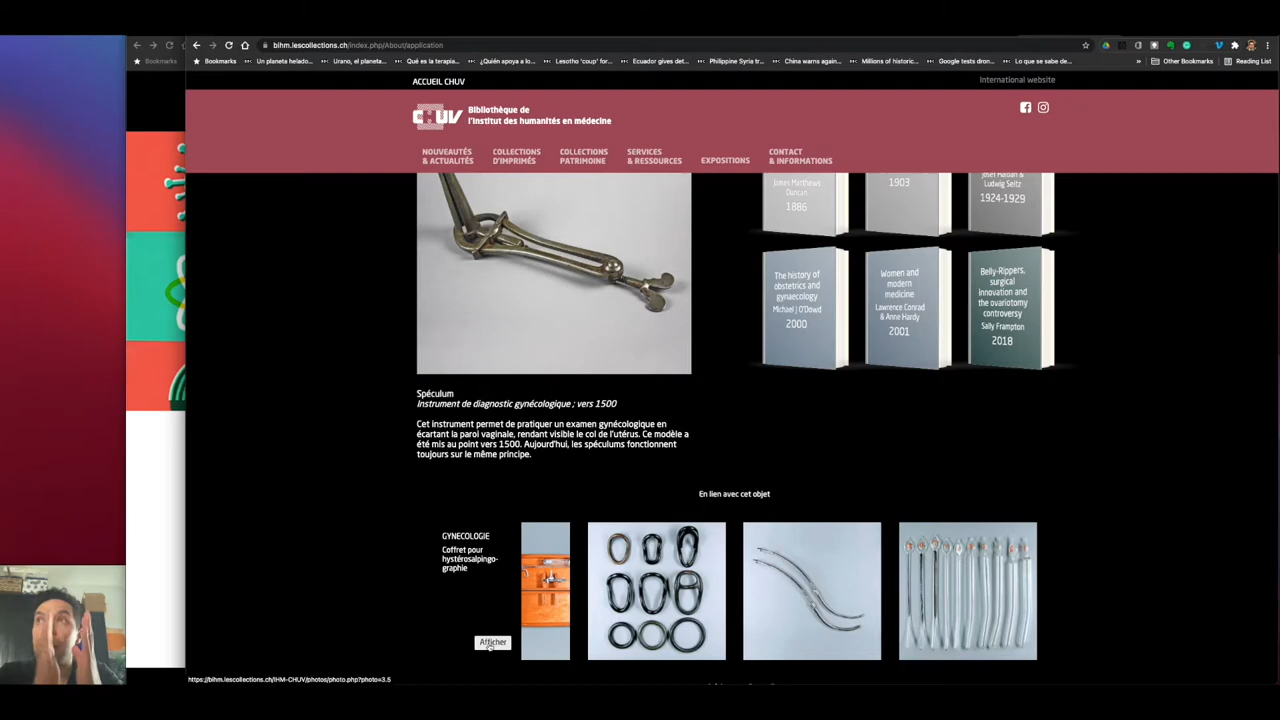 bihm.lescollections.ch/index.php/About/application
Bookmarks
Bookmarks
Un planeta helado...
Urano, el planeta...
Qué es la terapia...
¿Quién apoya a lo...
Lesotho 'coup' for...
Ecuador gives det...
Philippine Syria tr...
China warns again...
Millions of historic...
Google tests dron...
Lo que se sabe de...
»
Other Bookmarks
Reading List
ACCUEIL CHUV
International website
CHUV
Bibliothèque de
l'Institut des humanités en médecine
NOUVEAUTÉS
& ACTUALITÉS
COLLECTIONS
D'IMPRIMÉS
COLLECTIONS
PATRIMOINE
SERVICES
& RESSOURCES
EXPOSITIONS
CONTACT
& INFORMATIONS
James Matthews
Duncan
1886
1903
Ludwig Seitz
1924-1929
The history of
obstetrics and
gynaecology
Michael J O'Dowd
2000
Women and
modern
medicine
Lawrence Conrad
& Anne Hardy
2001
Belly-Rippers,
surgical
innovation and
the ovariotomy
controversy
Sally Frampton
2018
Spéculum
Instrument de diagnostic gynécologique ; vers 1500
Cet instrument permet de pratiquer un examen gynécologique en
écartant la paroi vaginale, rendant visible le col de l'utérus. Ce modèle a
été mis au point vers 1500. Aujourd'hui, les spéculums fonctionnent
toujours sur le même principe.
En lien avec cet objet
GYNECOLOGIE
Coffret pour
hystérosalpingo-
graphie
Afficher
https://bihm.lescollections.ch/IHM-CHUV/photos/photo.php?photo=3.5